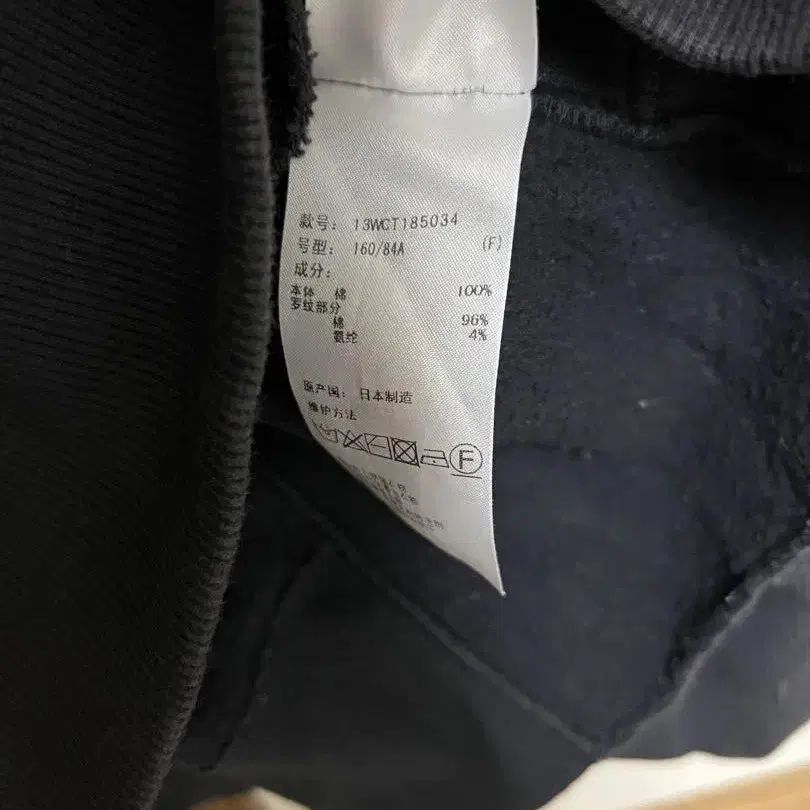 款号: 13WCT185034
号型: 160/84A (F)
成分:
本体 棉 100%
罗纹部分
棉 96%
氨纶 4%
原产国: 日本制造
维护方法
F